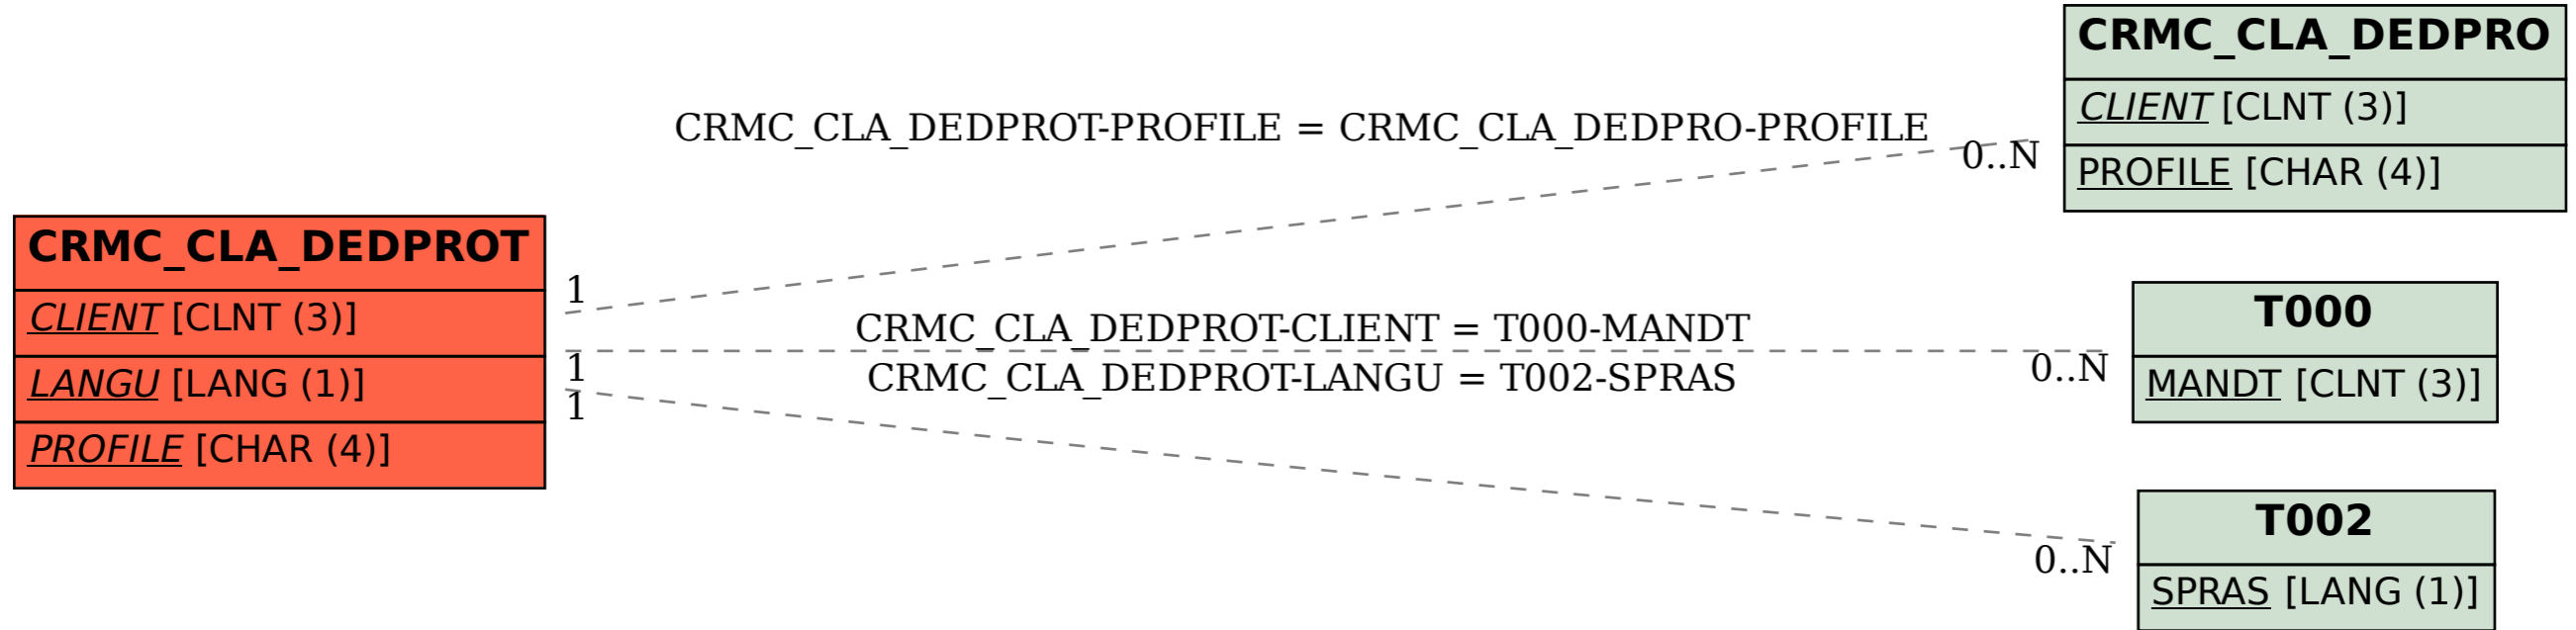 CRMC_CLA_DEDPROT
CLIENT [CLNT (3)]
LANGU [LANG (1)]
PROFILE [CHAR (4)]
CRMC_CLA_DEDPROT-PROFILE = CRMC_CLA_DEDPRO-PROFILE
1
0..N
CRMC_CLA_DEDPROT-CLIENT = T000-MANDT
1
0..N
CRMC_CLA_DEDPROT-LANGU = T002-SPRAS
1
0..N
CRMC_CLA_DEDPRO
CLIENT [CLNT (3)]
PROFILE [CHAR (4)]
T000
MANDT [CLNT (3)]
T002
SPRAS [LANG (1)]